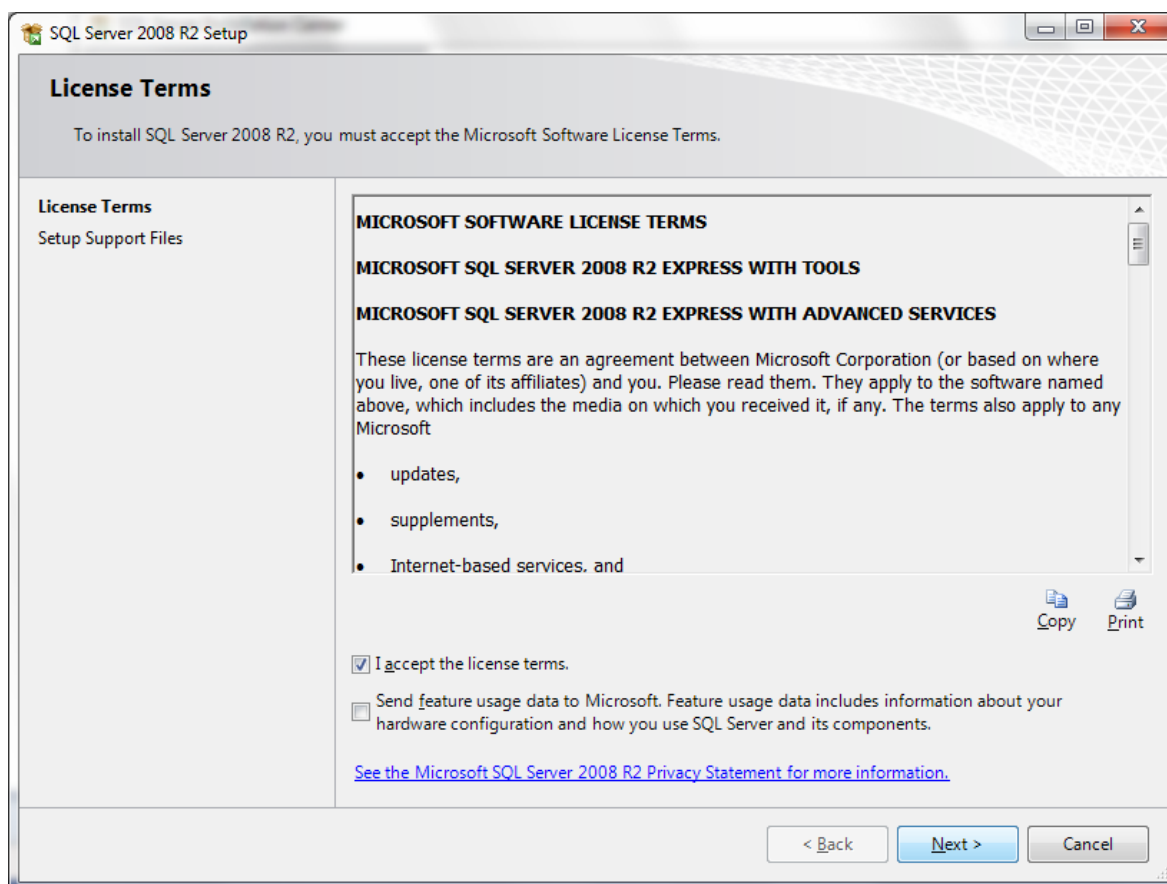 SQL Server 2008 R2 Setup
License Terms
To install SQL Server 2008 R2, you must accept the Microsoft Software License Terms.
License Terms
Setup Support Files
MICROSOFT SOFTWARE LICENSE TERMS
MICROSOFT SQL SERVER 2008 R2 EXPRESS WITH TOOLS
MICROSOFT SQL SERVER 2008 R2 EXPRESS WITH ADVANCED SERVICES
These license terms are an agreement between Microsoft Corporation (or based on where
you live, one of its affiliates) and you. Please read them. They apply to the software named
above, which includes the media on which you received it, if any. The terms also apply to any
Microsoft
• updates,
• supplements,
• Internet-based services, and
Copy Print
I accept the license terms.
Send feature usage data to Microsoft. Feature usage data includes information about your
hardware configuration and how you use SQL Server and its components.
See the Microsoft SQL Server 2008 R2 Privacy Statement for more information.
< Back Next > Cancel